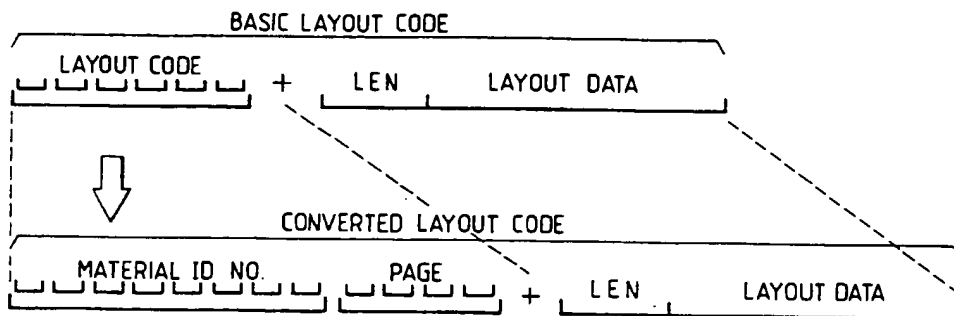 BASIC LAYOUT CODE
LAYOUT CODE + LEN LAYOUT DATA
CONVERTED LAYOUT CODE
MATERIAL ID NO. PAGE + LEN LAYOUT DATA